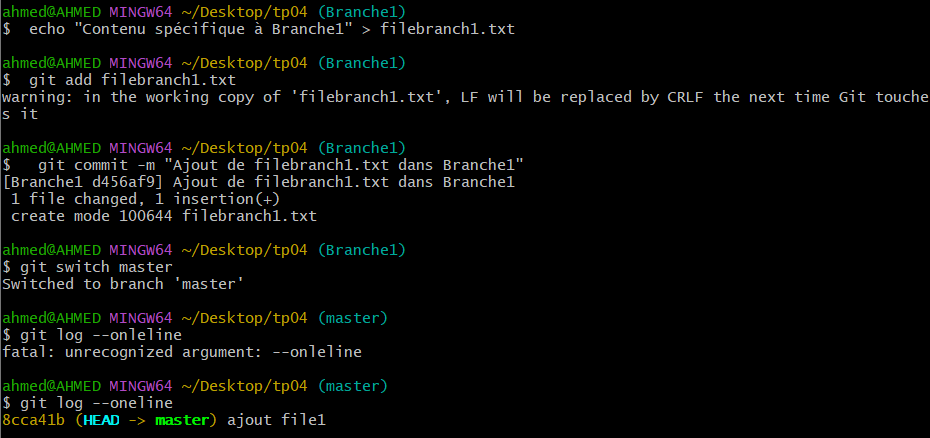 ahmed@AHMED MINGW64 ~/Desktop/tp04 (Branche1)
$  echo "Contenu spécifique à Branche1" > filebranch1.txt
ahmed@AHMED MINGW64 ~/Desktop/tp04 (Branche1)
$  git add filebranch1.txt
warning: in the working copy of 'filebranch1.txt', LF will be replaced by CRLF the next time Git touche
s it
ahmed@AHMED MINGW64 ~/Desktop/tp04 (Branche1)
$   git commit -m "Ajout de filebranch1.txt dans Branche1"
[Branche1 d456af9] Ajout de filebranch1.txt dans Branche1
 1 file changed, 1 insertion(+)
 create mode 100644 filebranch1.txt
ahmed@AHMED MINGW64 ~/Desktop/tp04 (Branche1)
$ git switch master
Switched to branch 'master'
ahmed@AHMED MINGW64 ~/Desktop/tp04 (master)
$ git log --onleline
fatal: unrecognized argument: --onleline
ahmed@AHMED MINGW64 ~/Desktop/tp04 (master)
$ git log --oneline
8cca41b (HEAD -> master) ajout file1